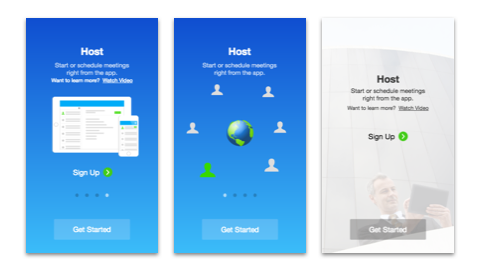 Host
Start or schedule meetings
right from the app.
Want to learn more? Watch Video
Sign Up
Get Started
Host
Start or schedule meetings
right from the app.
Get Started
Host
Start or schedule meetings
right from the app.
Want to learn more? Watch Video
Sign Up
Get Started